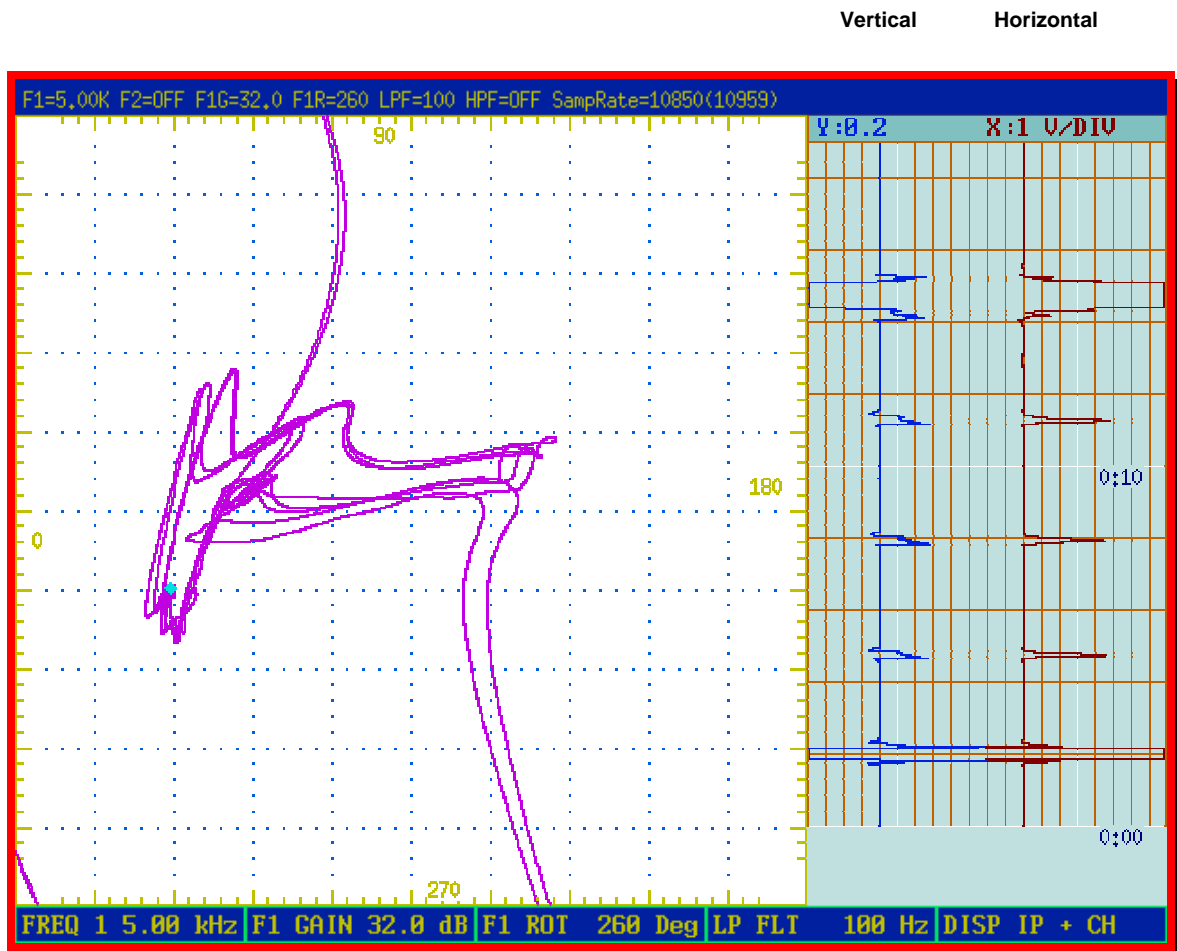 Vertical Horizontal
F1=5.00K F2=OFF F1G=32.0 F1R=260 LPF=100 HPF=OFF SampRate=10850(10959)
Y:0.2 X:1 V/DIV
90
0:10
180
0
0:00
270
FREQ 1 5.00 kHz F1 GAIN 32.0 dB F1 ROT 260 Deg LP FLT 100 Hz DISP IP + CH